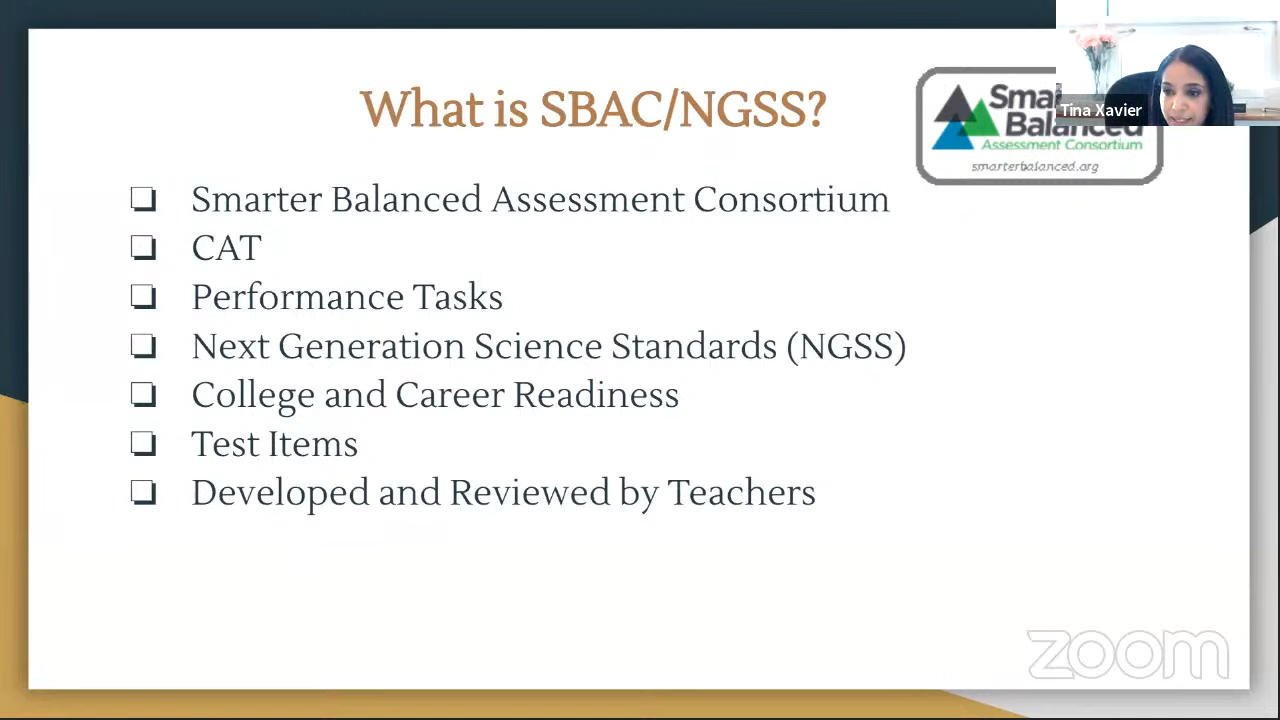 What is SBAC/NGSS?
Tina Xavier
Balanced
Assessment Consortium
smarterbalanced.org
Smarter Balanced Assessment Consortium
CAT
Performance Tasks
Next Generation Science Standards (NGSS)
College and Career Readiness
Test Items
Developed and Reviewed by Teachers
zoom